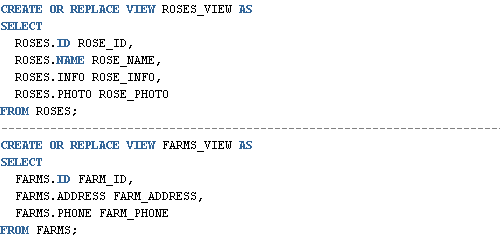 CREATE OR REPLACE VIEW ROSES_VIEW AS
SELECT
ROSES.ID ROSE_ID,
ROSES.NAME ROSE_NAME,
ROSES.INFO ROSE_INFO,
ROSES.PHOTO ROSE_PHOTO
FROM ROSES;
CREATE OR REPLACE VIEW FARMS_VIEW AS
SELECT
FARMS.ID FARM_ID,
FARMS.ADDRESS FARM_ADDRESS,
FARMS.PHONE FARM_PHONE
FROM FARMS;